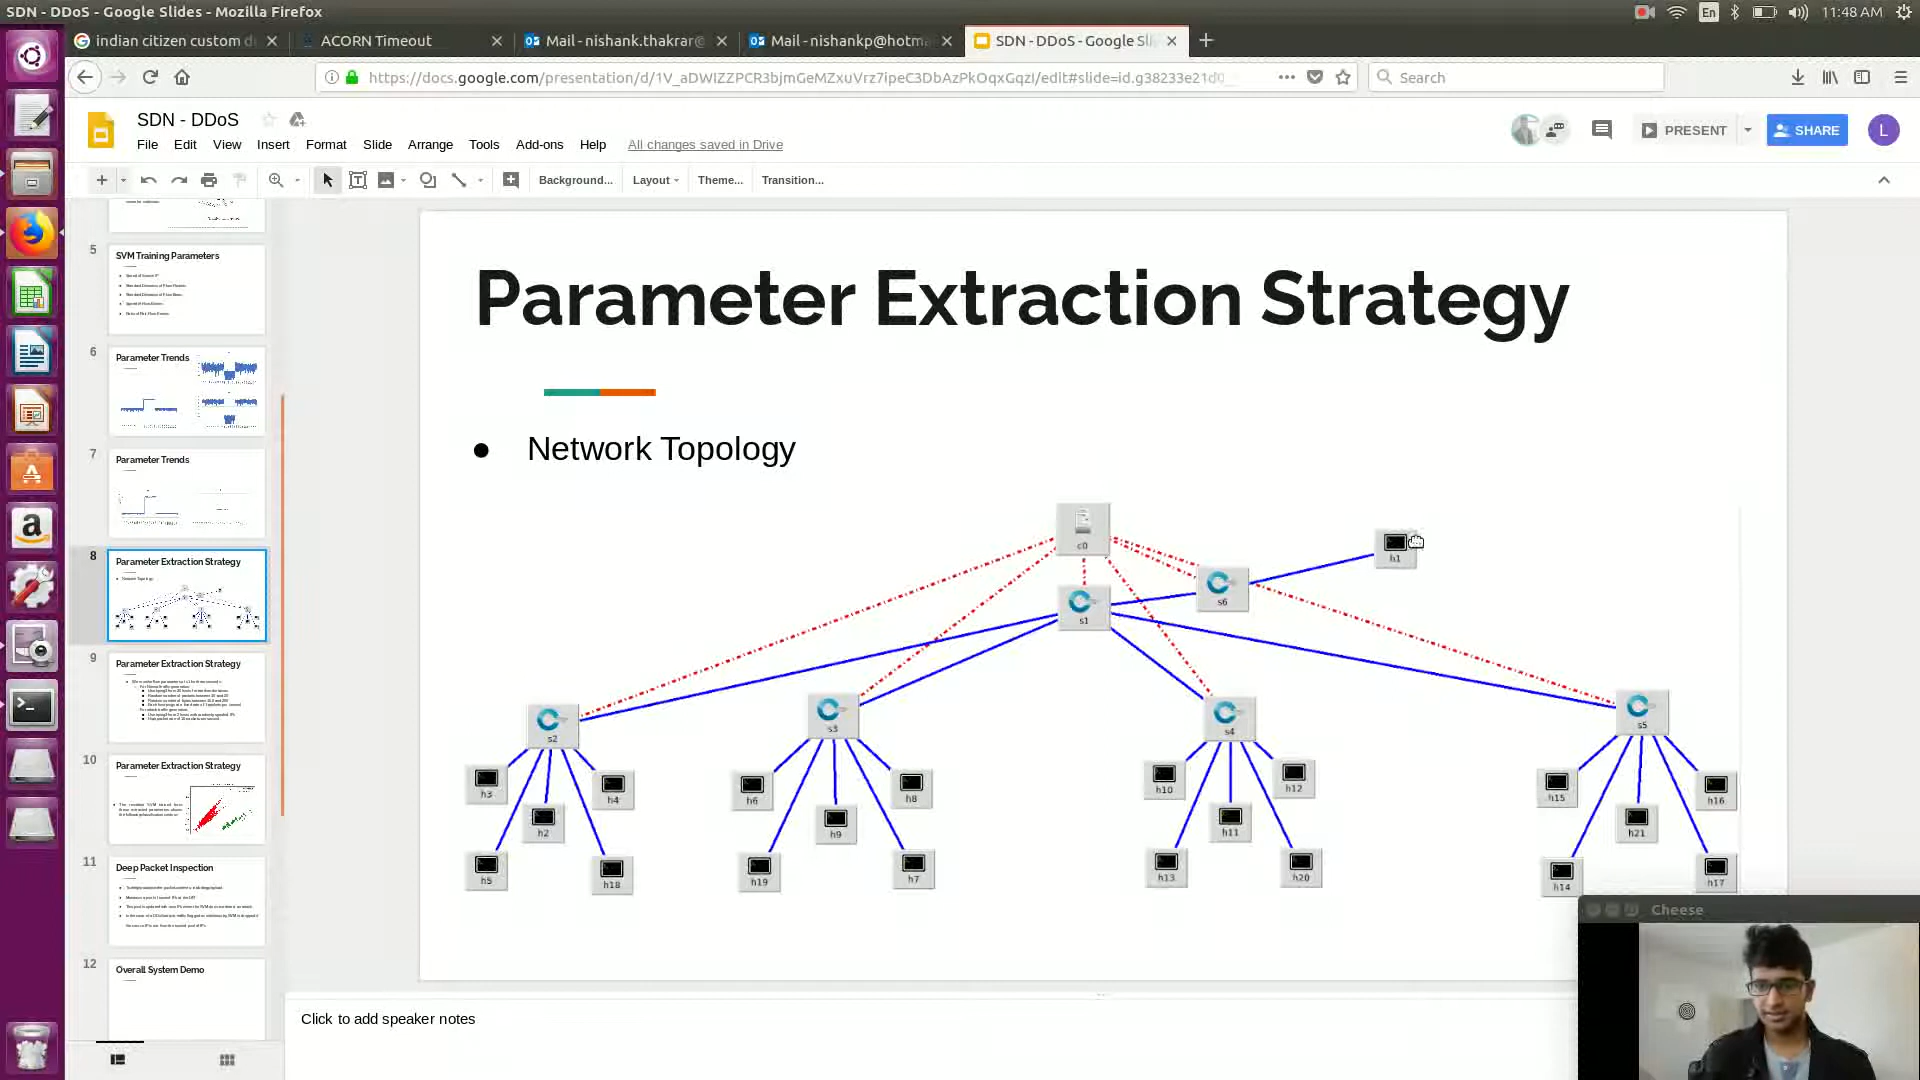 SDN - DDoS - Google Slides - Mozilla Firefox
En
11:48 AM
indian citizen custom d
ACORN Timeout
Mail - nishank.thakrar@
Mail - nishankp@hotma
SDN - DDoS - Google Sli
https://docs.google.com/presentation/d/1V_aDWIZZPCR3bjmGeMZxuVrz7ipeC3DbAzPkOqxGqzI/edit#slide=id.g38233e21d0_
Search
SDN - DDoS
File Edit View Insert Format Slide Arrange Tools Add-ons Help All changes saved in Drive
PRESENT
SHARE
L
Background... Layout Theme... Transition...
5
SVM Training Parameters
6
Parameter Trends
7
Parameter Trends
8
Parameter Extraction Strategy
Network Topology
9
Parameter Extraction Strategy
10
Parameter Extraction Strategy
11
Deep Packet Inspection
12
Overall System Demo
Parameter Extraction Strategy
● Network Topology
c0
h1
s6
s1
s2
s3
s4
s5
h3
h4
h2
h5
h18
h6
h8
h9
h19
h7
h10
h12
h11
h13
h20
h15
h16
h21
h14
h17
Click to add speaker notes
Cheese